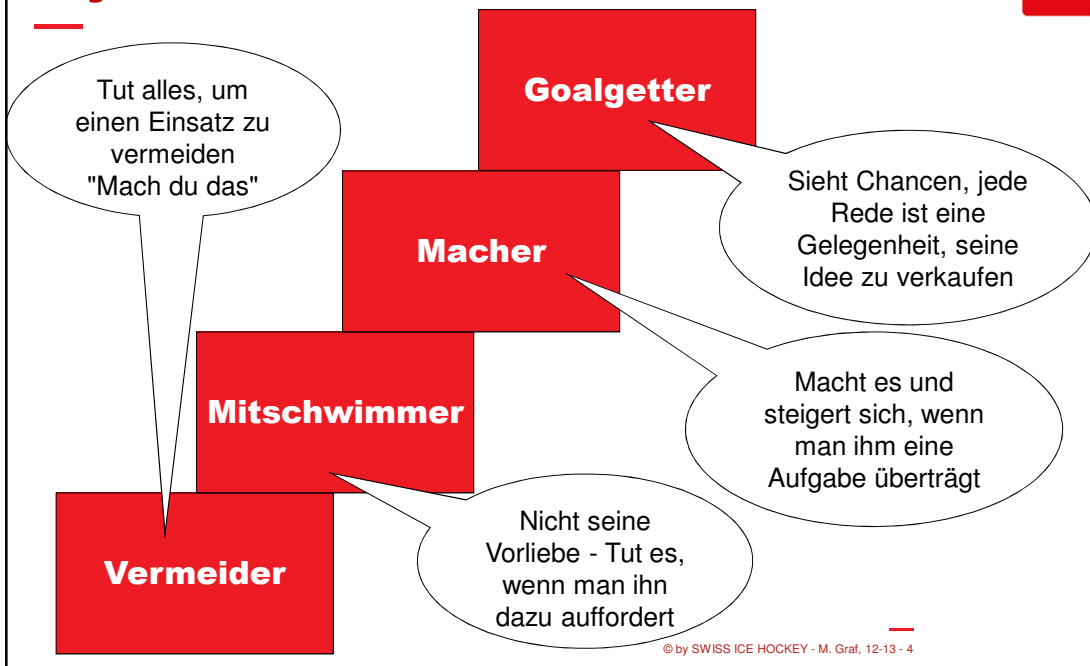 Goalgetter
Tut alles, um
einen Einsatz zu
vermeiden
"Mach du das"
Sieht Chancen, jede
Rede ist eine
Gelegenheit, seine
Idee zu verkaufen
Macher
Macht es und
steigert sich, wenn
man ihm eine
Aufgabe überträgt
Mitschwimmer
Nicht seine
Vorliebe - Tut es,
wenn man ihn
dazu auffordert
Vermeider
© by SWISS ICE HOCKEY - M. Graf, 12-13 - 4